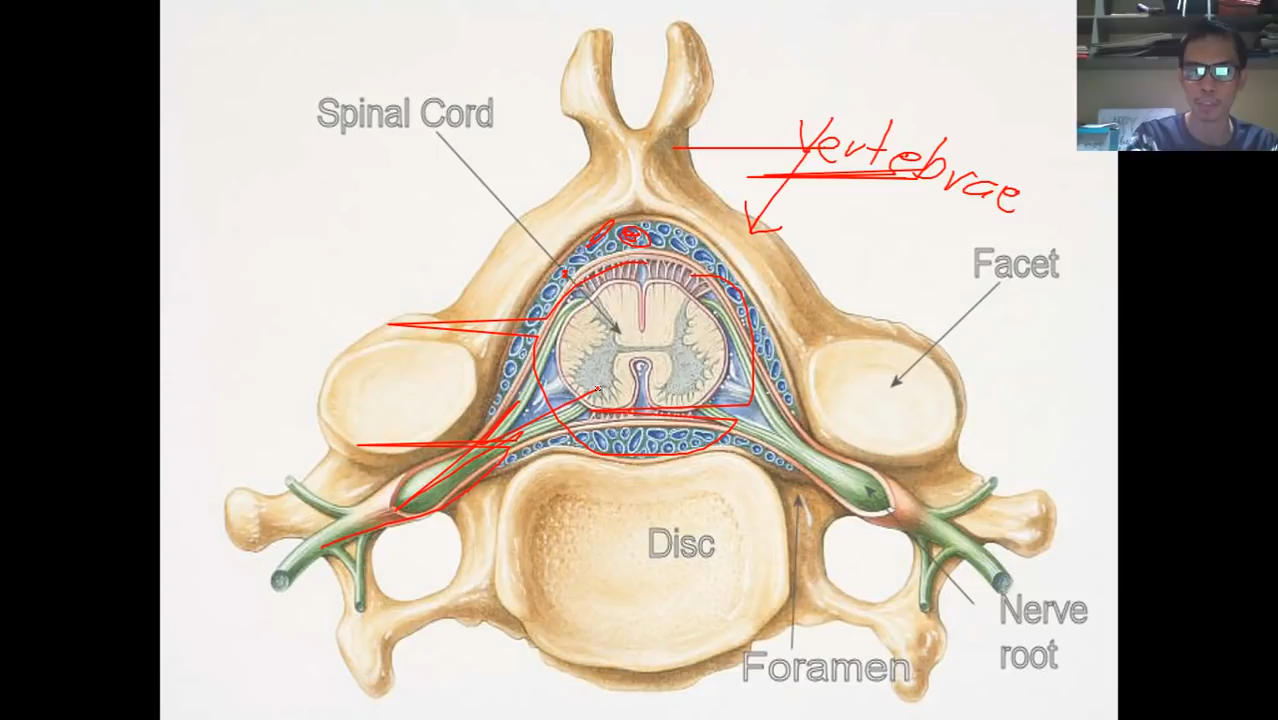 Spinal Cord
Vertebrae
Facet
Disc
Nerve
root
Foramen